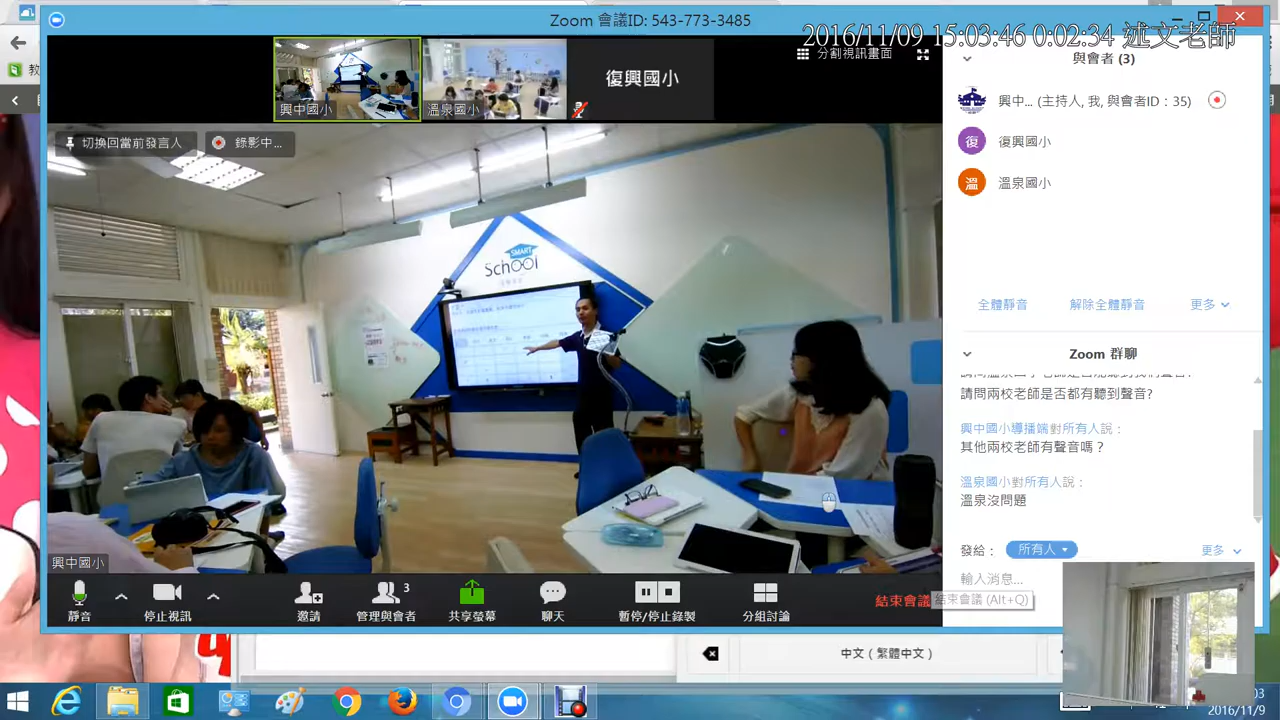 Zoom 會議ID: 543-773-3485
2016/11/09 15:03:46 0:02:34 述文老師
興中國小
溫泉國小
復興國小
分割視訊畫面
切換回當前發言人
錄影中...
SMART
School
興中國小
與會者 (3)
興中... (主持人, 我, 與會者ID：35)
復 復興國小
溫 溫泉國小
全體靜音 解除全體靜音 更多
Zoom 群聊
請問兩校老師是否都有聽到聲音?
興中國小導播端對所有人說：
其他兩校老師有聲音嗎？
溫泉國小對所有人說：
溫泉沒問題
發給： 所有人 更多
輸入消息...
靜音
停止視訊
邀請
3
管理與會者
共享螢幕
聊天
暫停/停止錄製
分組討論
結束會議
結束會議 (Alt+Q)
中文（繁體中文）
2016/11/9